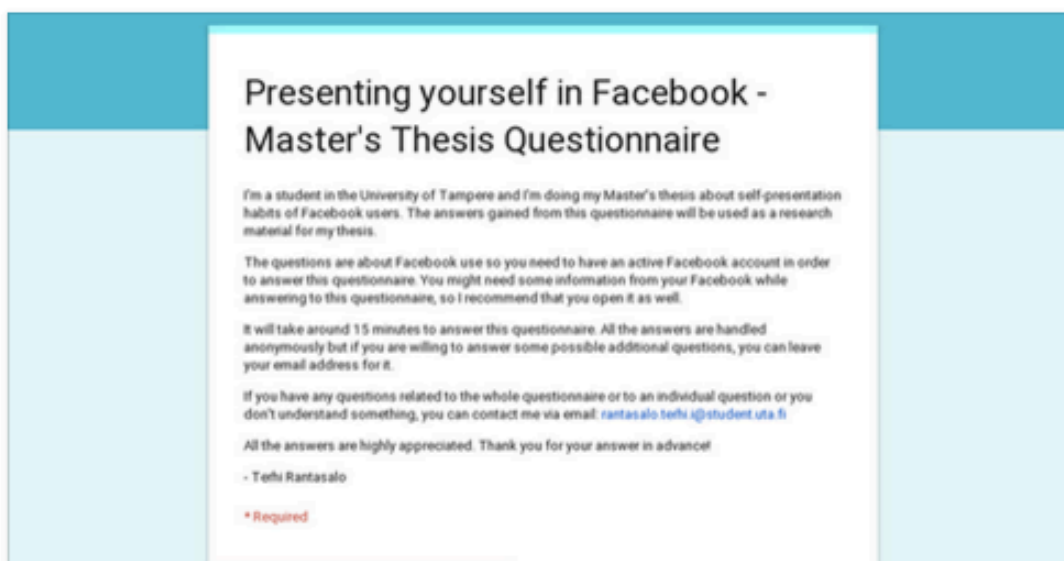 Presenting yourself in Facebook -
Master's Thesis Questionnaire
I'm a student in the University of Tampere and I'm doing my Master's thesis about self-presentation
habits of Facebook users. The answers gained from this questionnaire will be used as a research
material for my thesis.
The questions are about Facebook use so you need to have an active Facebook account in order
to answer this questionnaire. You might need some information from your Facebook while
answering to this questionnaire, so I recommend that you open it as well.
It will take around 15 minutes to answer this questionnaire. All the answers are handled
anonymously but if you are willing to answer some possible additional questions, you can leave
your email address for it.
If you have any questions related to the whole questionnaire or to an individual question or you
don't understand something, you can contact me via email: rantasalo.terhi.i@student.uta.fi
All the answers are highly appreciated. Thank you for your answer in advance!
- Terhi Rantasalo
* Required